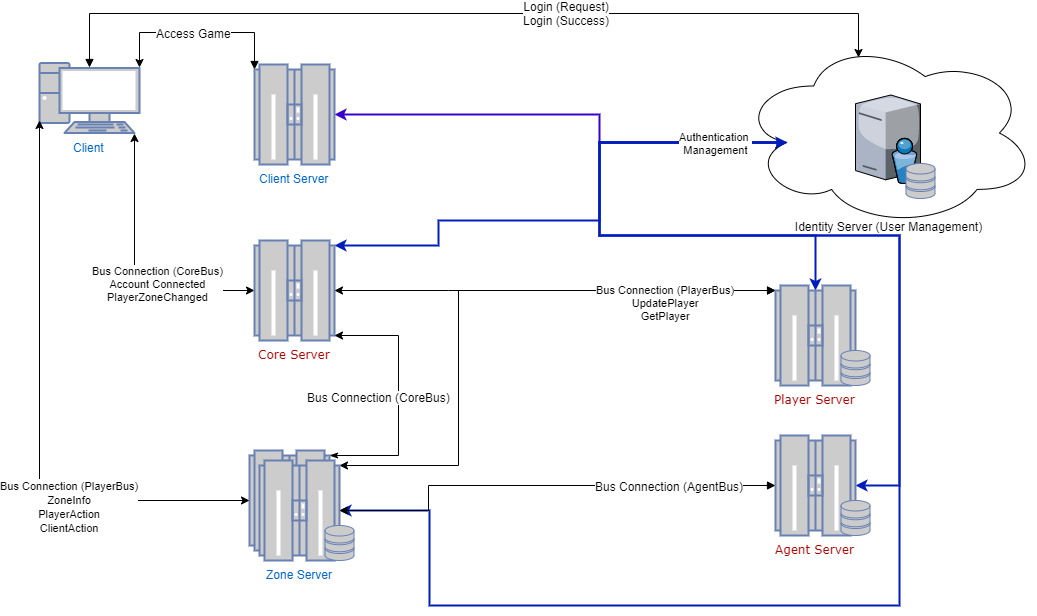 Login (Request)
Login (Success)
Access Game
Client
Client Server
Authentication
Management
Identity Server (User Management)
Bus Connection (CoreBus)
Account Connected
PlayerZoneChanged
Core Server
Bus Connection (PlayerBus)
UpdatePlayer
GetPlayer
Player Server
Bus Connection (CoreBus)
Bus Connection (PlayerBus)
ZoneInfo
PlayerAction
ClientAction
Zone Server
Bus Connection (AgentBus)
Agent Server